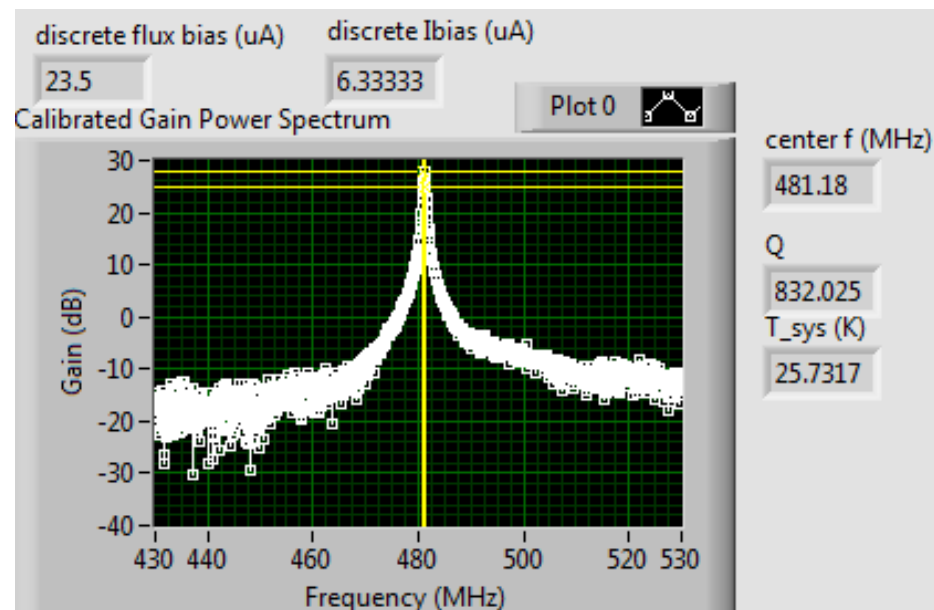 discrete flux bias (uA)
discrete Ibias (uA)
23.5
6.33333
Plot 0
Calibrated Gain Power Spectrum
center f (MHz)
481.18
Q
832.025
T_sys (K)
25.7317
Gain (dB)
30
20
10
0
-10
-20
-30
-40
430 440 460 480 500 520 530
Frequency (MHz)